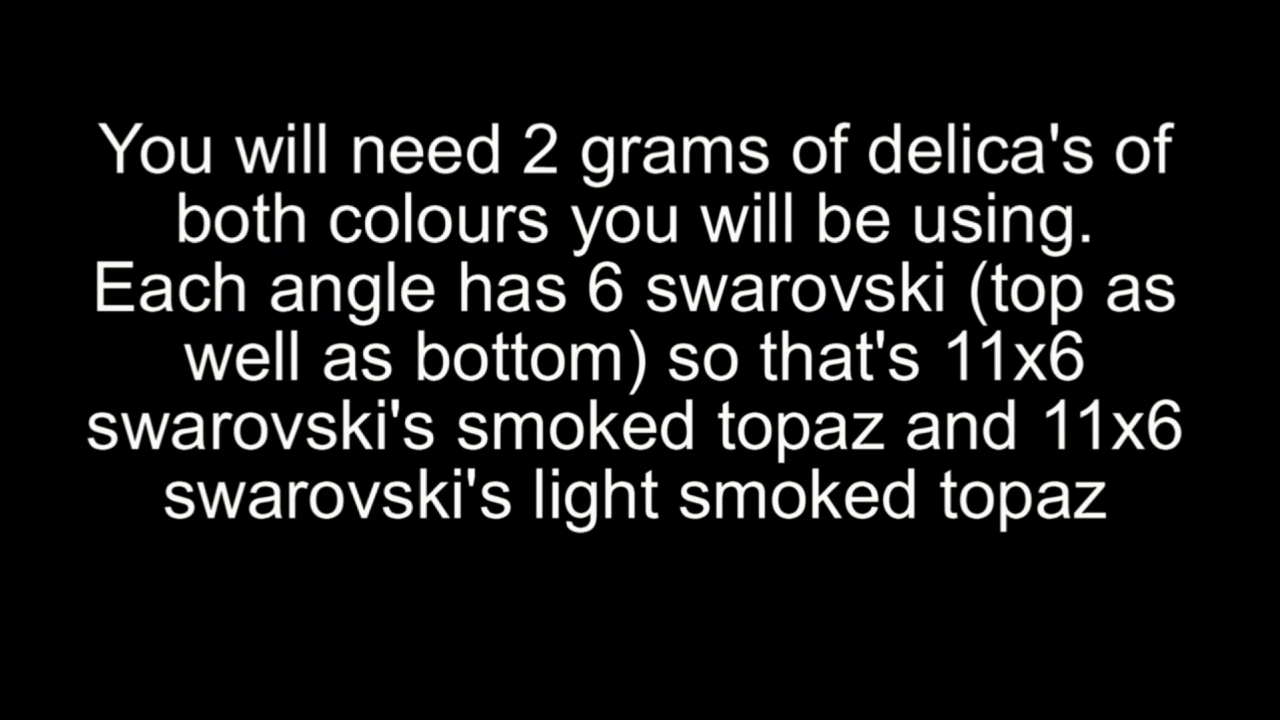 You will need 2 grams of delica's of
both colours you will be using.
Each angle has 6 swarovski (top as
well as bottom) so that's 11x6
swarovski's smoked topaz and 11x6
swarovski's light smoked topaz